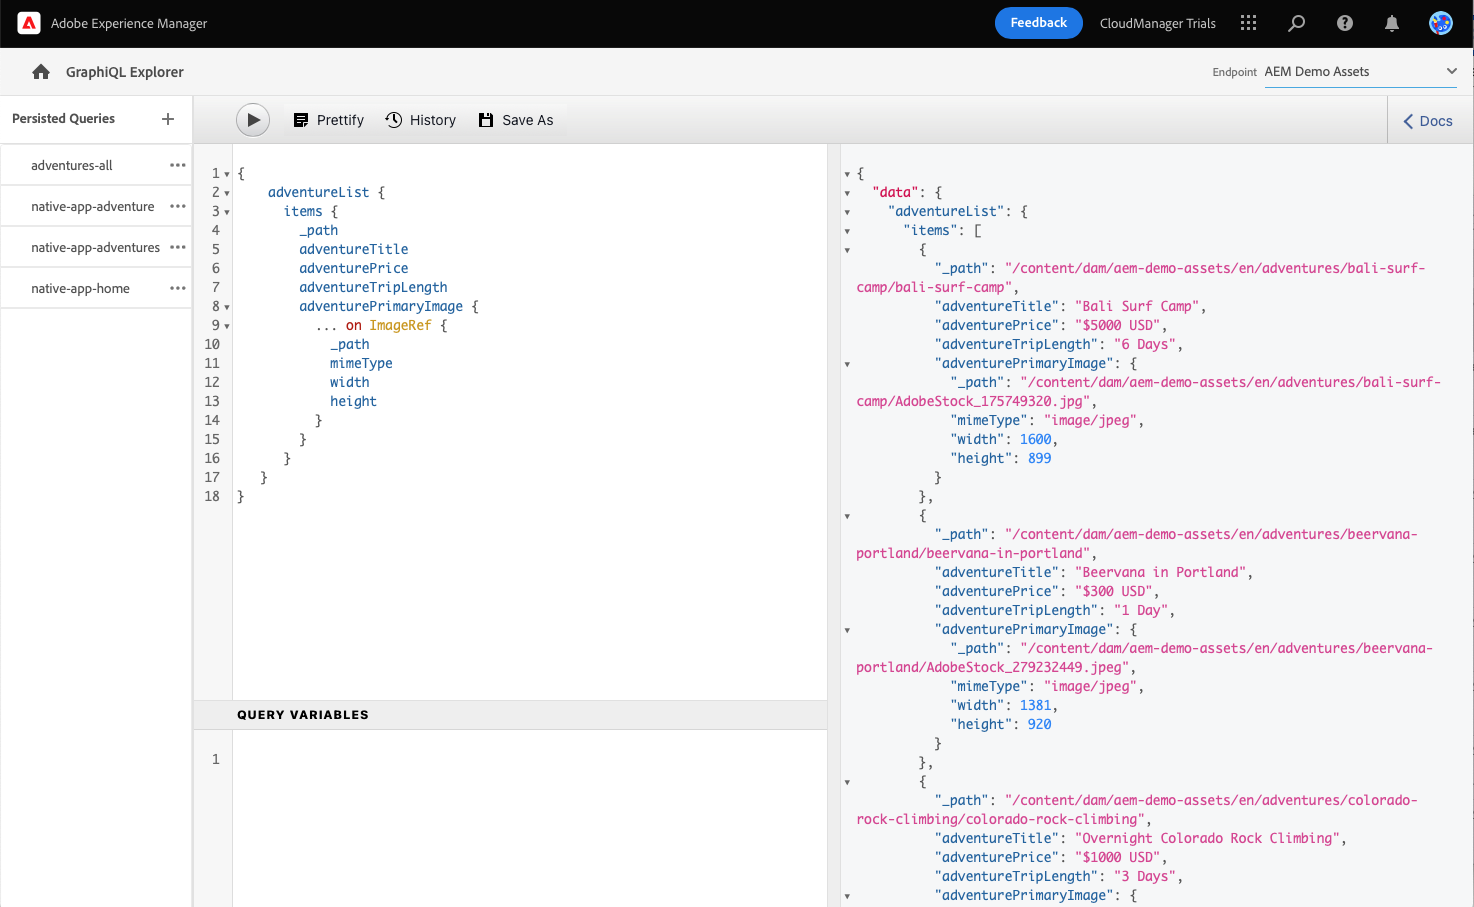 Adobe Experience Manager
Feedback
CloudManager Trials
GraphiQL Explorer
Endpoint AEM Demo Assets
Persisted Queries
adventures-all
native-app-adventure
native-app-adventures
native-app-home
Prettify
History
Save As
Docs
1 {
2 adventureList {
3 items {
4 _path
5 adventureTitle
6 adventurePrice
7 adventureTripLength
8 adventurePrimaryImage {
9 ... on ImageRef {
10 _path
11 mimeType
12 width
13 height
14 }
15 }
16 }
17 }
18 }
QUERY VARIABLES
1
{
"data": {
"adventureList": {
"items": [
{
"_path": "/content/dam/aem-demo-assets/en/adventures/bali-surf-
camp/bali-surf-camp",
"adventureTitle": "Bali Surf Camp",
"adventurePrice": "$5000 USD",
"adventureTripLength": "6 Days",
"adventurePrimaryImage": {
"_path": "/content/dam/aem-demo-assets/en/adventures/bali-surf-
camp/AdobeStock_175749320.jpg",
"mimeType": "image/jpeg",
"width": 1600,
"height": 899
}
},
{
"_path": "/content/dam/aem-demo-assets/en/adventures/beervana-
portland/beervana-in-portland",
"adventureTitle": "Beervana in Portland",
"adventurePrice": "$300 USD",
"adventureTripLength": "1 Day",
"adventurePrimaryImage": {
"_path": "/content/dam/aem-demo-assets/en/adventures/beervana-
portland/AdobeStock_279232449.jpeg",
"mimeType": "image/jpeg",
"width": 1381,
"height": 920
}
},
{
"_path": "/content/dam/aem-demo-assets/en/adventures/colorado-
rock-climbing/colorado-rock-climbing",
"adventureTitle": "Overnight Colorado Rock Climbing",
"adventurePrice": "$1000 USD",
"adventureTripLength": "3 Days",
"adventurePrimaryImage": {